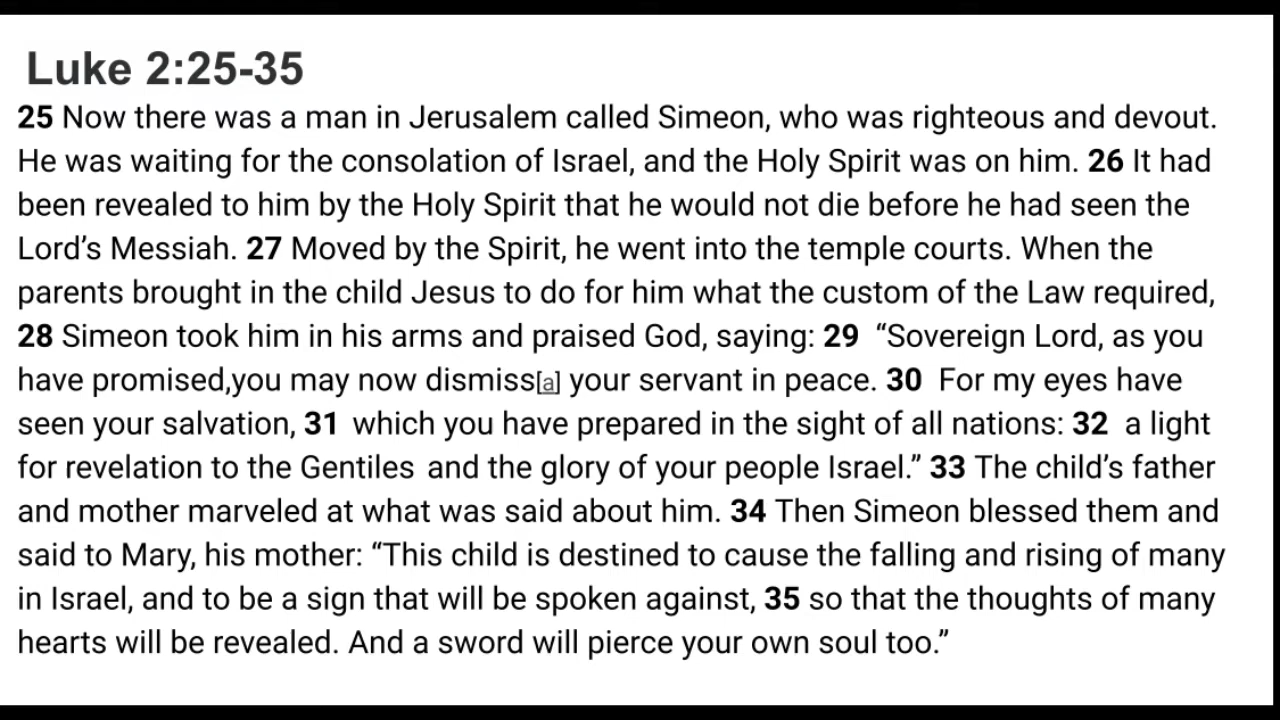 Luke 2:25-35
25 Now there was a man in Jerusalem called Simeon, who was righteous and devout.
He was waiting for the consolation of Israel, and the Holy Spirit was on him. 26 It had
been revealed to him by the Holy Spirit that he would not die before he had seen the
Lord’s Messiah. 27 Moved by the Spirit, he went into the temple courts. When the
parents brought in the child Jesus to do for him what the custom of the Law required,
28 Simeon took him in his arms and praised God, saying: 29 “Sovereign Lord, as you
have promised,you may now dismiss[a] your servant in peace. 30 For my eyes have
seen your salvation, 31 which you have prepared in the sight of all nations: 32 a light
for revelation to the Gentiles and the glory of your people Israel.” 33 The child’s father
and mother marveled at what was said about him. 34 Then Simeon blessed them and
said to Mary, his mother: “This child is destined to cause the falling and rising of many
in Israel, and to be a sign that will be spoken against, 35 so that the thoughts of many
hearts will be revealed. And a sword will pierce your own soul too.”